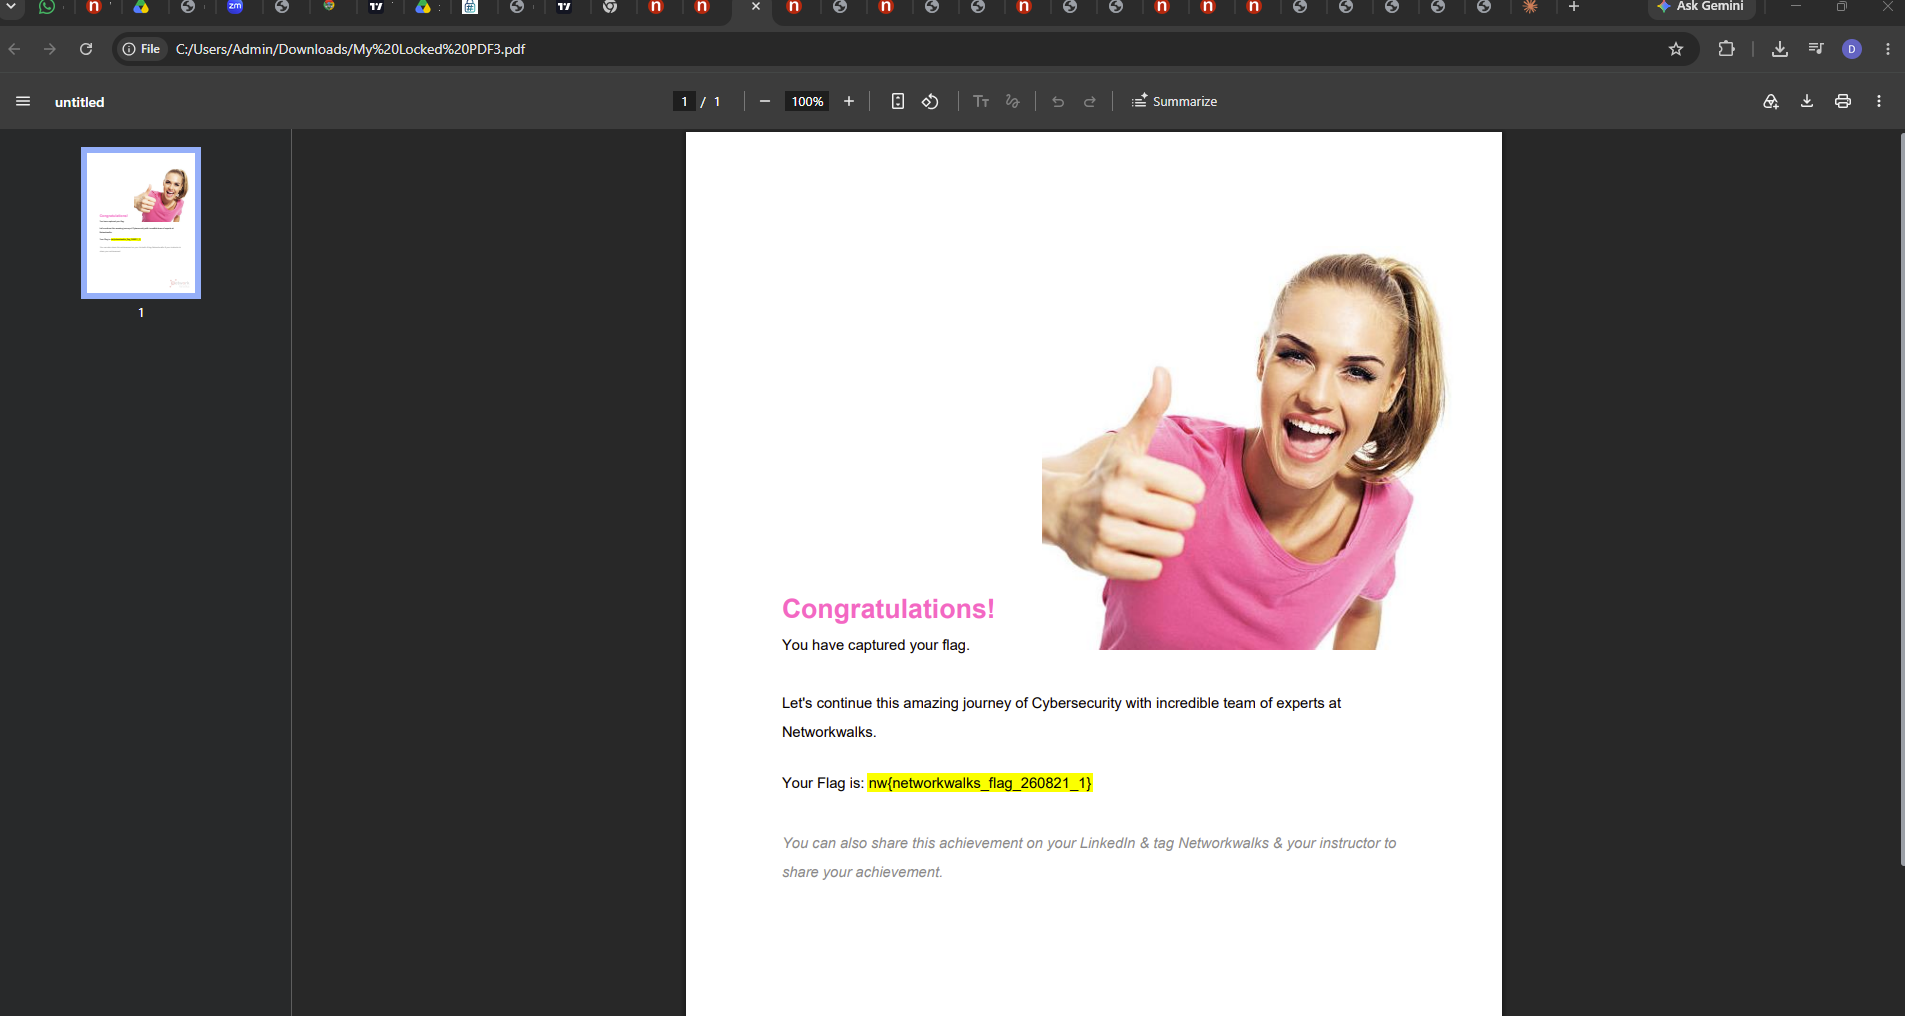 Ask Gemini
File C:/Users/Admin/Downloads/My%20Locked%20PDF3.pdf
D
untitled
1 / 1
100%
Summarize
1
Congratulations!
You have captured your flag.
Let's continue this amazing journey of Cybersecurity with incredible team of experts at
Networkwalks.
Your Flag is: nw{networkwalks_flag_260821_1}
You can also share this achievement on your LinkedIn & tag Networkwalks & your instructor to
share your achievement.